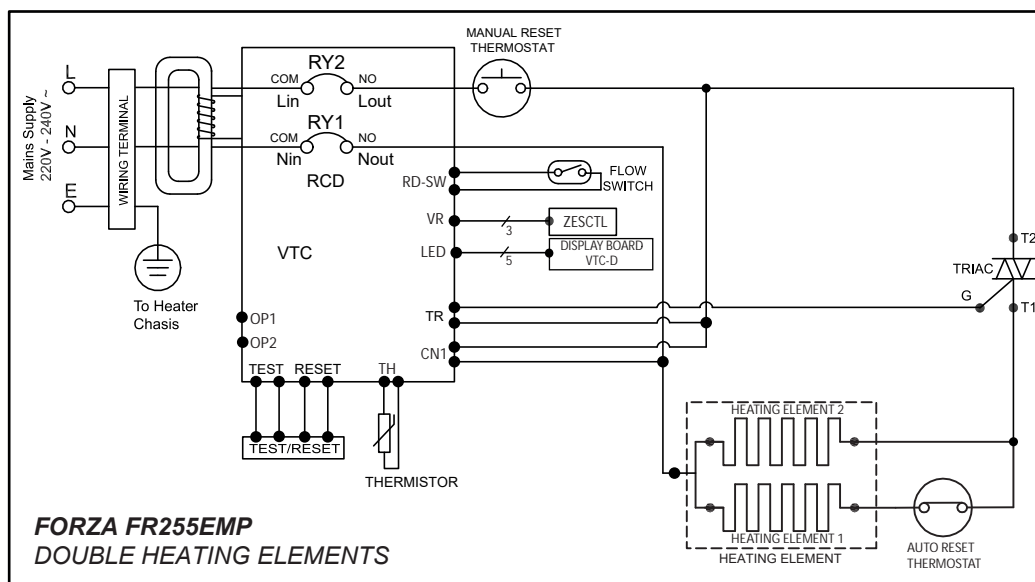 MANUAL RESET
THERMOSTAT
L
N
E
Mains Supply
220V - 240V ~
WIRING TERMINAL
To Heater
Chasis
RY2
COM
NO
Lin
Lout
RY1
COM
NO
Nin
Nout
RCD
RD-SW
FLOW
SWITCH
VR
3
ZESCTL
LED
5
DISPLAY BOARD
VTC-D
VTC
T2
TRIAC
G
T1
TR
CN1
OP1
OP2
TEST
RESET
TH
TEST/RESET
THERMISTOR
HEATING ELEMENT 2
HEATING ELEMENT 1
HEATING ELEMENT
AUTO RESET
THERMOSTAT
FORZA FR255EMP
DOUBLE HEATING ELEMENTS